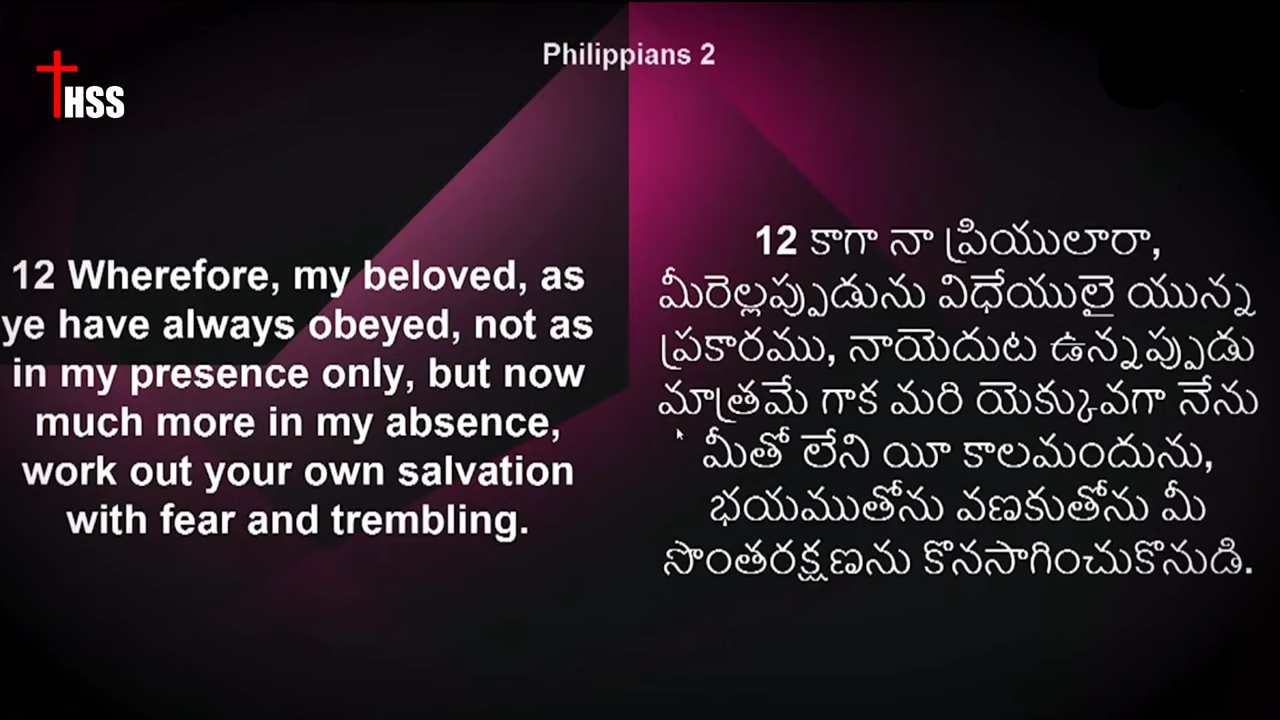 HSS
Philippians 2
12 Wherefore, my beloved, as
ye have always obeyed, not as
in my presence only, but now
much more in my absence,
work out your own salvation
with fear and trembling.
12 కాగా నా ప్రియులారా,
మీరెల్లప్పుడును విధేయులై యున్న
ప్రకారము, నాయెదుట ఉన్నప్పుడు
మాత్రమే గాక మరి యెక్కువగా నేను
మీతో లేని యీ కాలమందును,
భయముతోను వణకుతోను మీ
సొంతరక్షణను కొనసాగించుకొనుడి.